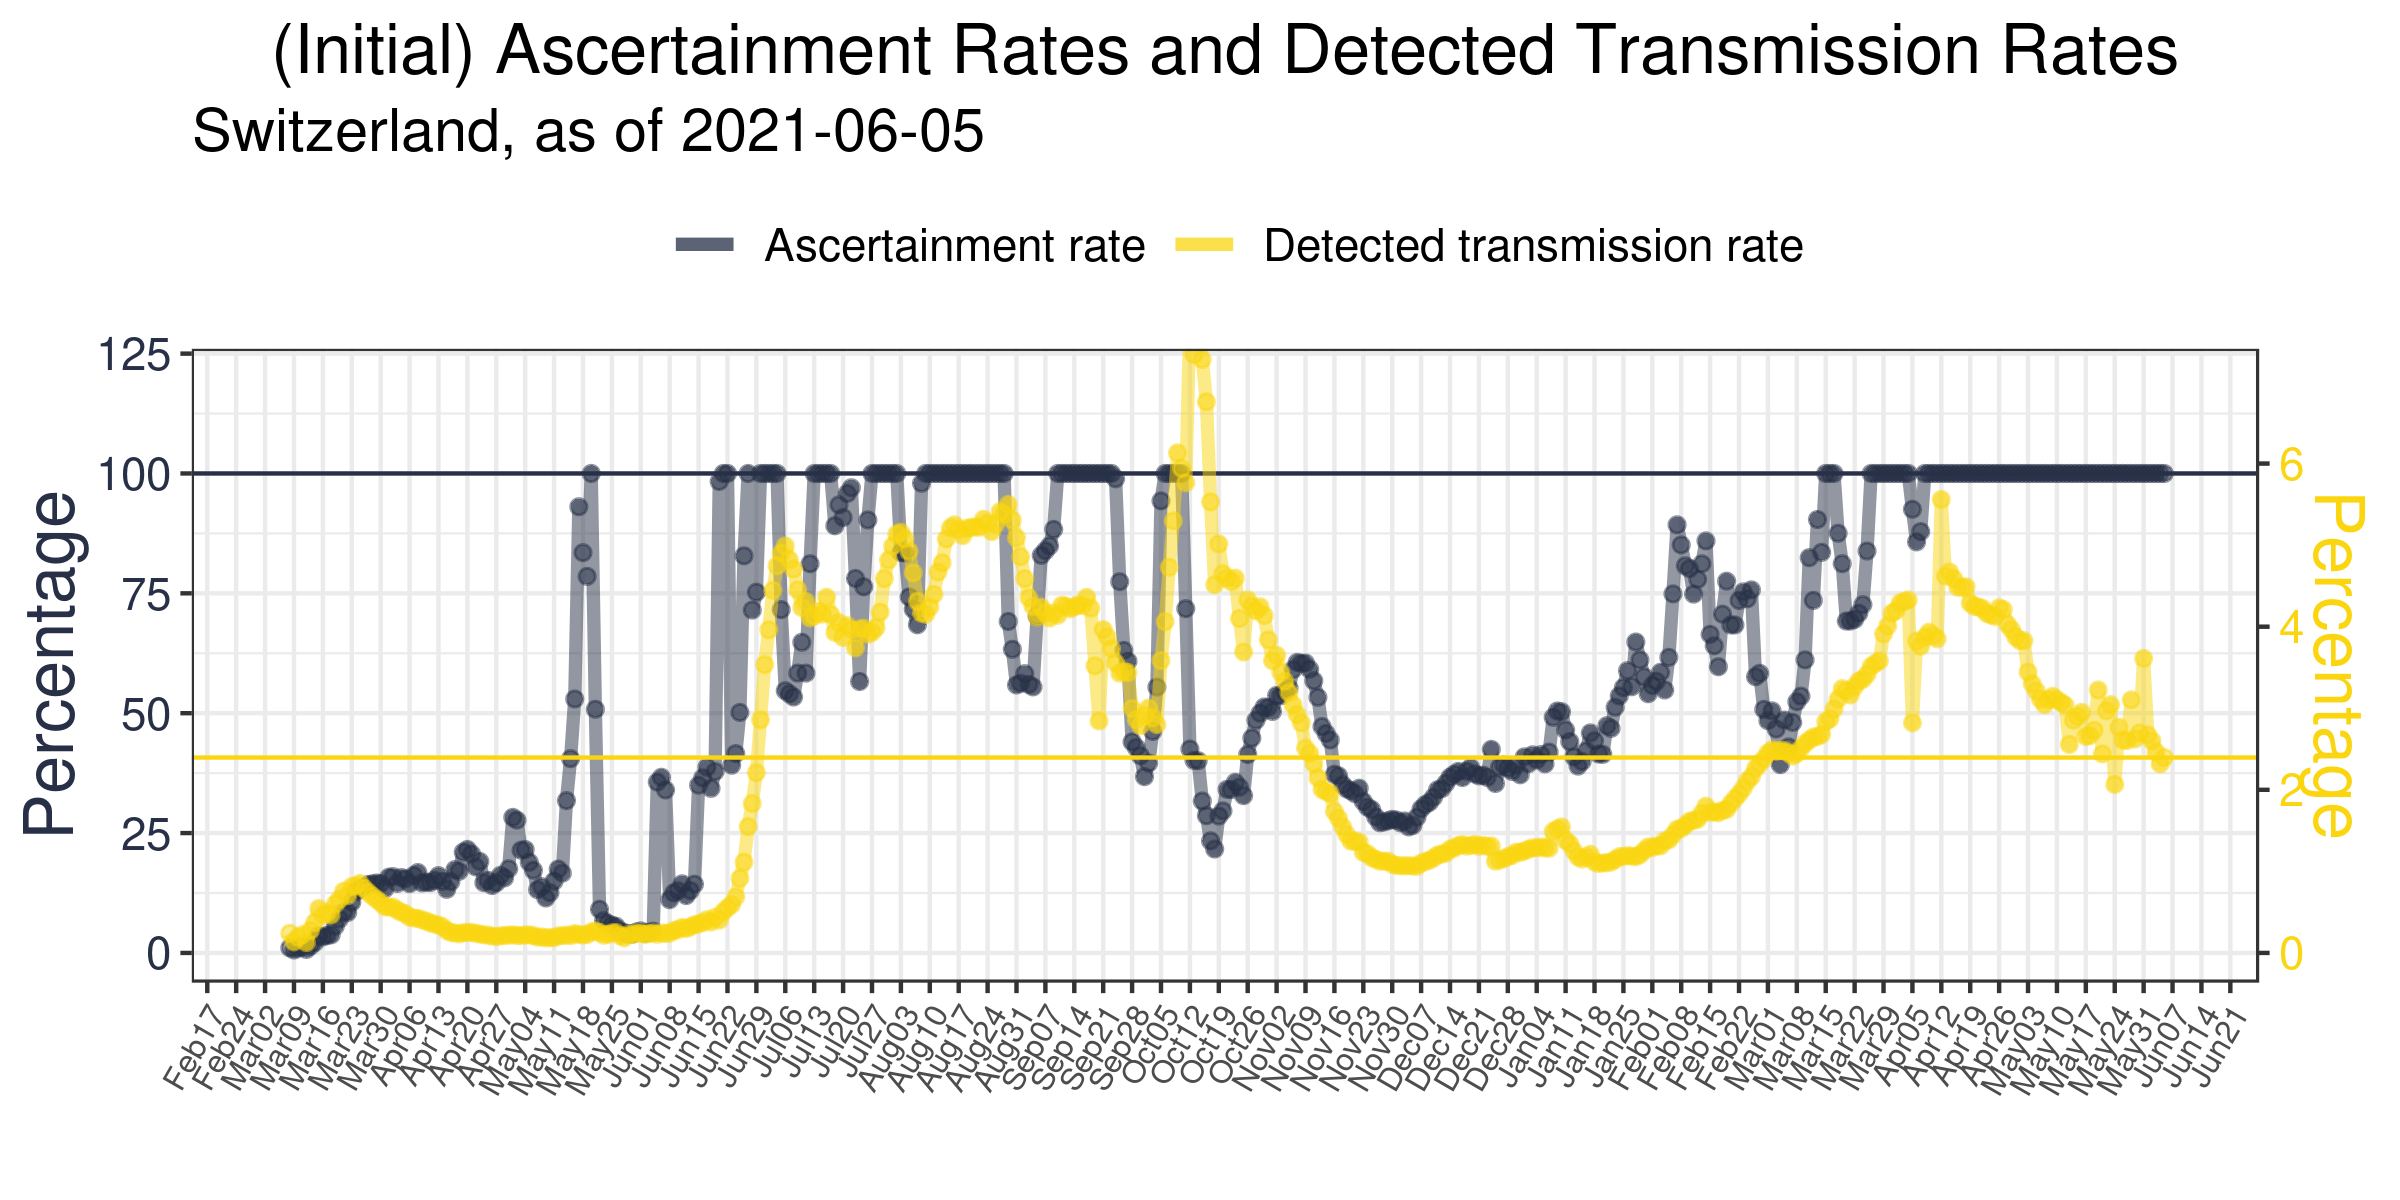 (Initial) Ascertainment Rates and Detected Transmission Rates
Switzerland, as of 2021-06-05
Ascertainment rate
Detected transmission rate
125
100
75
50
25
0
Percentage
6
4
2
0
Percentage
Feb17
Feb24
Mar02
Mar09
Mar16
Mar23
Mar30
Apr06
Apr13
Apr20
Apr27
May04
May11
May18
May25
Jun01
Jun08
Jun15
Jun22
Jun29
Jul06
Jul13
Jul20
Jul27
Aug03
Aug10
Aug17
Aug24
Aug31
Sep07
Sep14
Sep21
Sep28
Oct05
Oct12
Oct19
Oct26
Nov02
Nov09
Nov16
Nov23
Nov30
Dec07
Dec14
Dec21
Dec28
Jan04
Jan11
Jan18
Jan25
Feb01
Feb08
Feb15
Feb22
Mar01
Mar08
Mar15
Mar22
Mar29
Apr05
Apr12
Apr19
Apr26
May03
May10
May17
May24
May31
Jun07
Jun14
Jun21